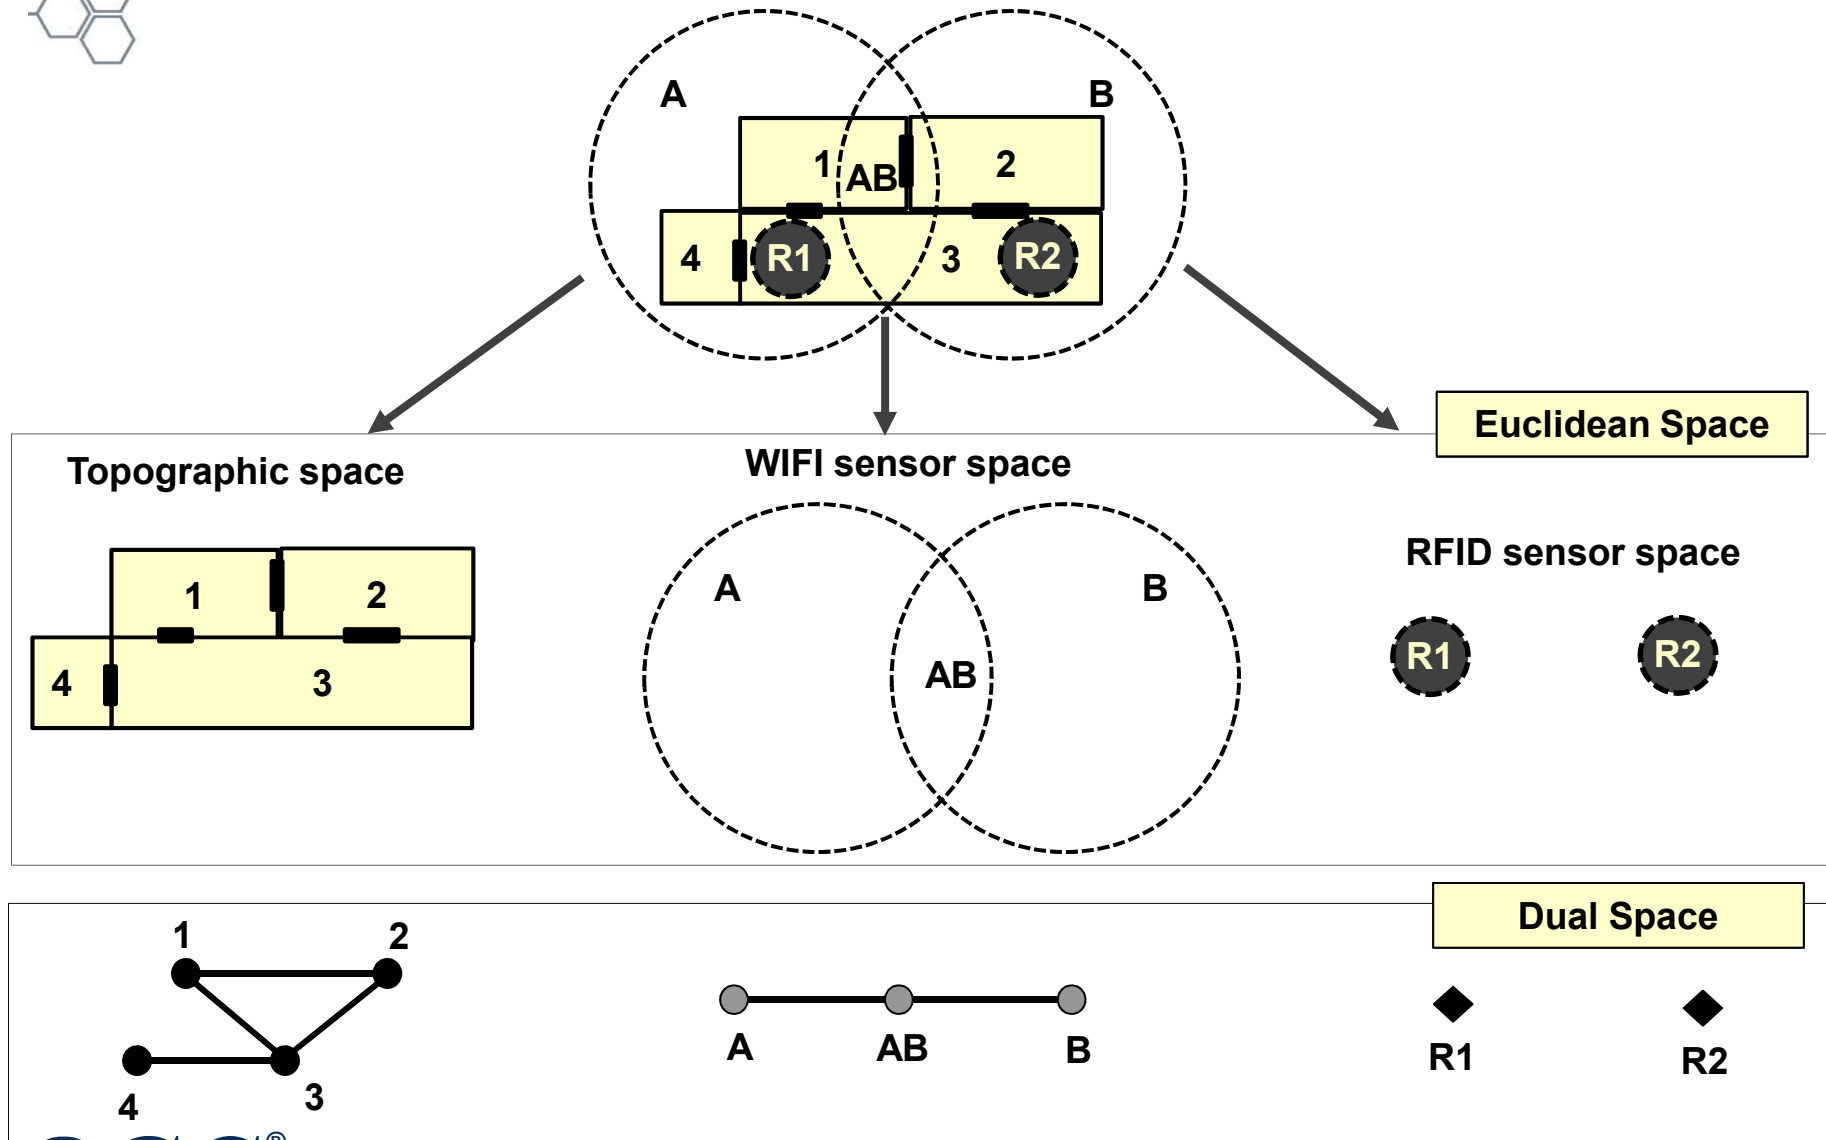 A
B
1
AB
2
4
R1
3
R2
Euclidean Space
Topographic space
WIFI sensor space
RFID sensor space
A
B
1
2
4
3
AB
R1
R2
Dual Space
1
2
4
3
A
AB
B
R1
R2
®